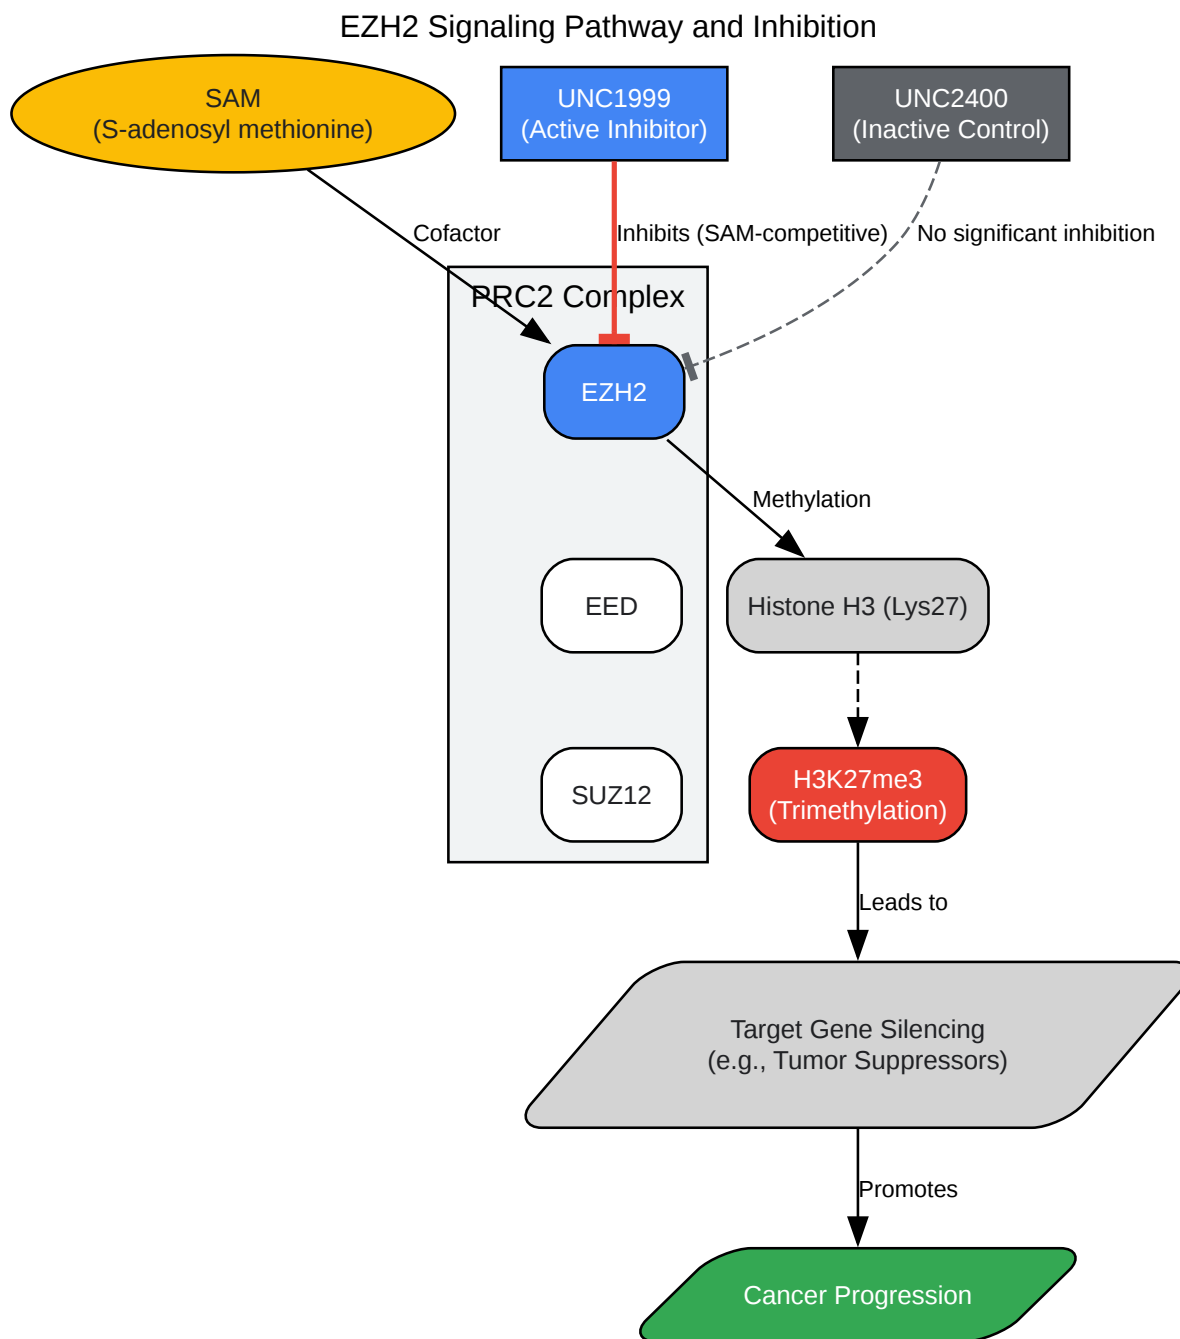 EZH2 Signaling Pathway and Inhibition
SAM
(S-adenosyl methionine)
UNC1999
(Active Inhibitor)
UNC2400
(Inactive Control)
Cofactor
Inhibits (SAM-competitive)
No significant inhibition
PRC2 Complex
EZH2
Methylation
EED
Histone H3 (Lys27)
SUZ12
H3K27me3
(Trimethylation)
Leads to
Target Gene Silencing
(e.g., Tumor Suppressors)
Promotes
Cancer Progression